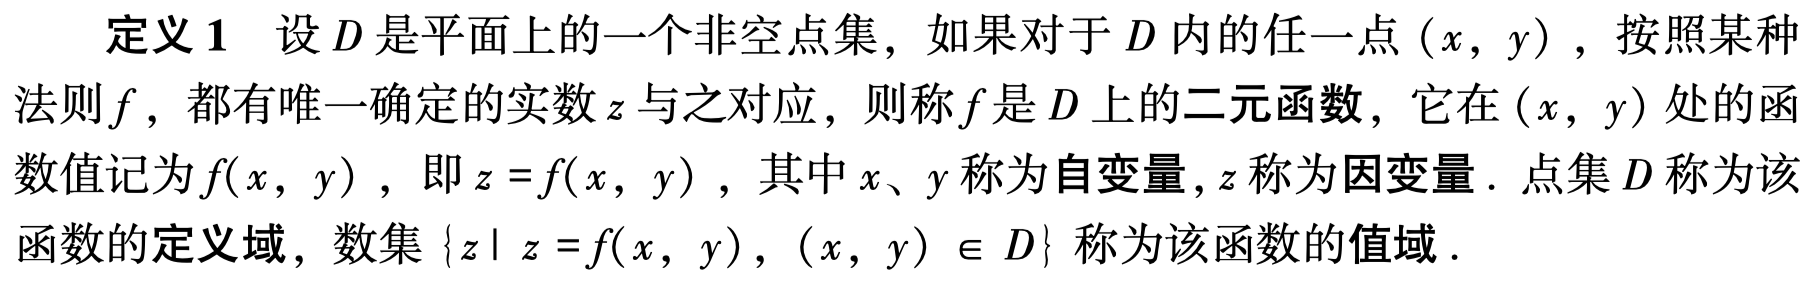 定义1 设 D 是平面上的一个非空点集，如果对于 D 内的任一点 (x, y)，按照某种
法则 f，都有唯一确定的实数 z 与之对应，则称 f 是 D 上的二元函数，它在 (x, y) 处的函
数值记为 f(x, y)，即 z = f(x, y)，其中 x、y 称为自变量, z 称为因变量．点集 D 称为该
函数的定义域，数集 {z | z = f(x, y), (x, y) ∈ D} 称为该函数的值域．